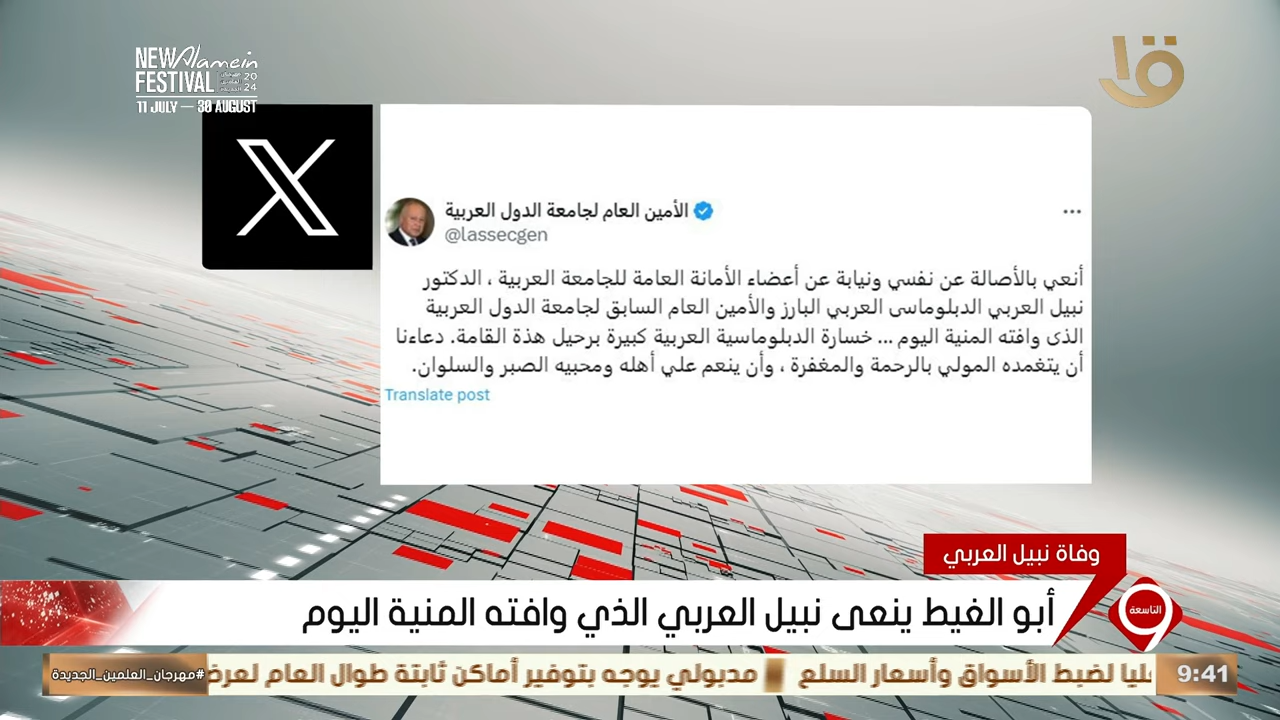 NEW Alamein
FESTIVAL 2024
11 JULY — 30 AUGUST
الأمين العام لجامعة الدول العربية
@lassecgen
أنعي بالأصالة عن نفسي ونيابة عن أعضاء الأمانة العامة للجامعة العربية ، الدكتور
نبيل العربي الدبلوماسى العربي البارز والأمين العام السابق لجامعة الدول العربية
الذى وافته المنية اليوم ... خسارة الدبلوماسية العربية كبيرة برحيل هذة القامة. دعاءنا
أن يتغمده المولي بالرحمة والمغفرة ، وأن ينعم علي أهله ومحبيه الصبر والسلوان.
Translate post
وفاة نبيل العربي
أبو الغيط ينعى نبيل العربي الذي وافته المنية اليوم
التاسعة
9:41
عليا لضبط الأسواق وأسعار السلع
مدبولي يوجه بتوفير أماكن ثابتة طوال العام لعرض
#مهرجان_العلمين_الجديدة